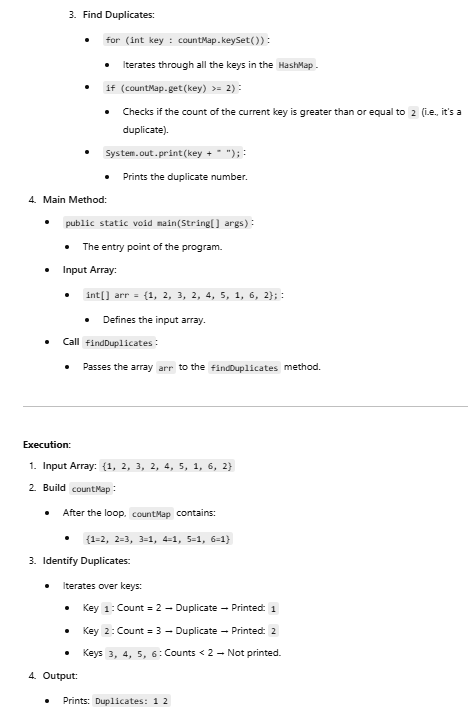 3. Find Duplicates:
• for (int key : countMap.keySet()) :
• Iterates through all the keys in the HashMap .
• if (countMap.get(key) >= 2) :
• Checks if the count of the current key is greater than or equal to 2 (i.e., it's a
duplicate).
• System.out.print(key + " "); :
• Prints the duplicate number.
4. Main Method:
• public static void main(String[] args) :
• The entry point of the program.
• Input Array:
• int[] arr = {1, 2, 3, 2, 4, 5, 1, 6, 2}; :
• Defines the input array.
• Call findDuplicates :
• Passes the array arr to the findDuplicates method.
Execution:
1. Input Array: {1, 2, 3, 2, 4, 5, 1, 6, 2}
2. Build countMap :
• After the loop, countMap contains:
• {1=2, 2=3, 3=1, 4=1, 5=1, 6=1}
3. Identify Duplicates:
• Iterates over keys:
• Key 1 : Count = 2 → Duplicate → Printed: 1
• Key 2 : Count = 3 → Duplicate → Printed: 2
• Keys 3, 4, 5, 6 : Counts < 2 → Not printed.
4. Output:
• Prints: Duplicates: 1 2